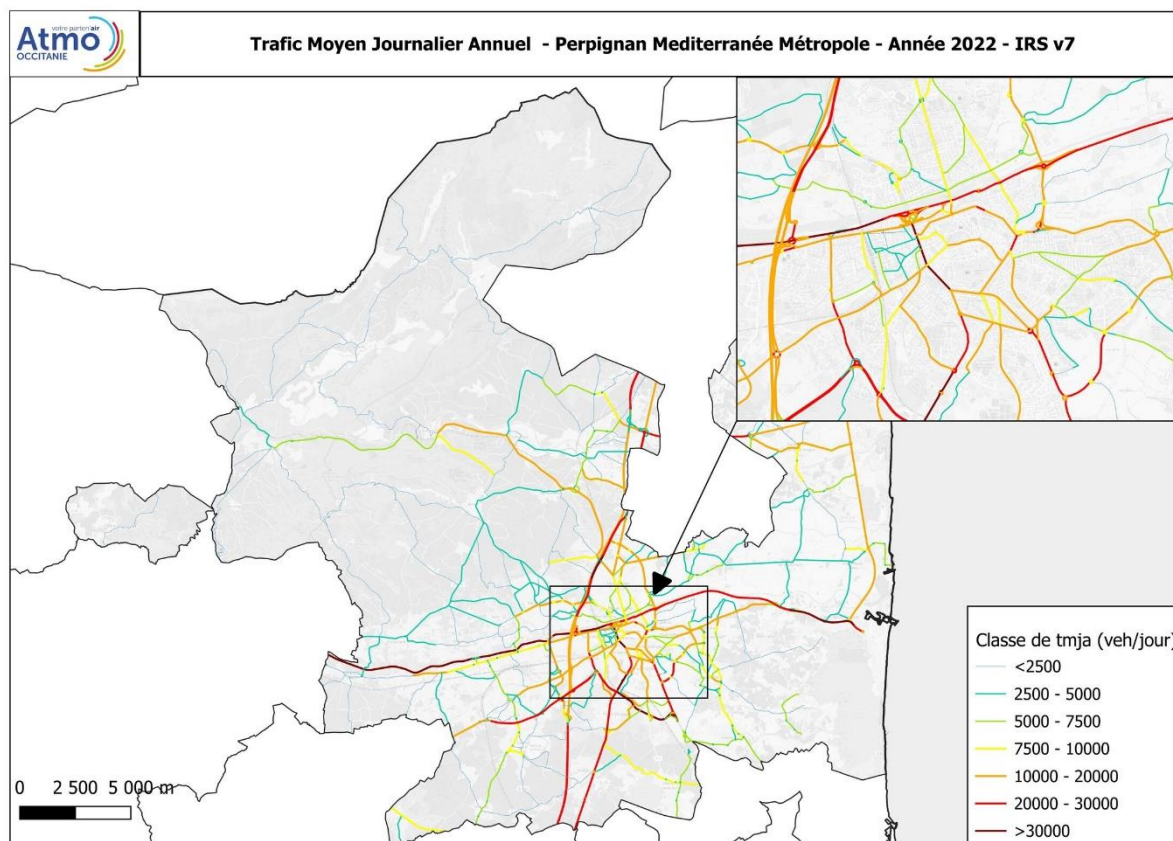 votre parten'air
Atmo
OCCITANIE
Trafic Moyen Journalier Annuel - Perpignan Mediterranée Métropole - Année 2022 - IRS v7
0 2 500 5 000 m
Classe de tmja (veh/jour)
<2500
2500 - 5000
5000 - 7500
7500 - 10000
10000 - 20000
20000 - 30000
>30000